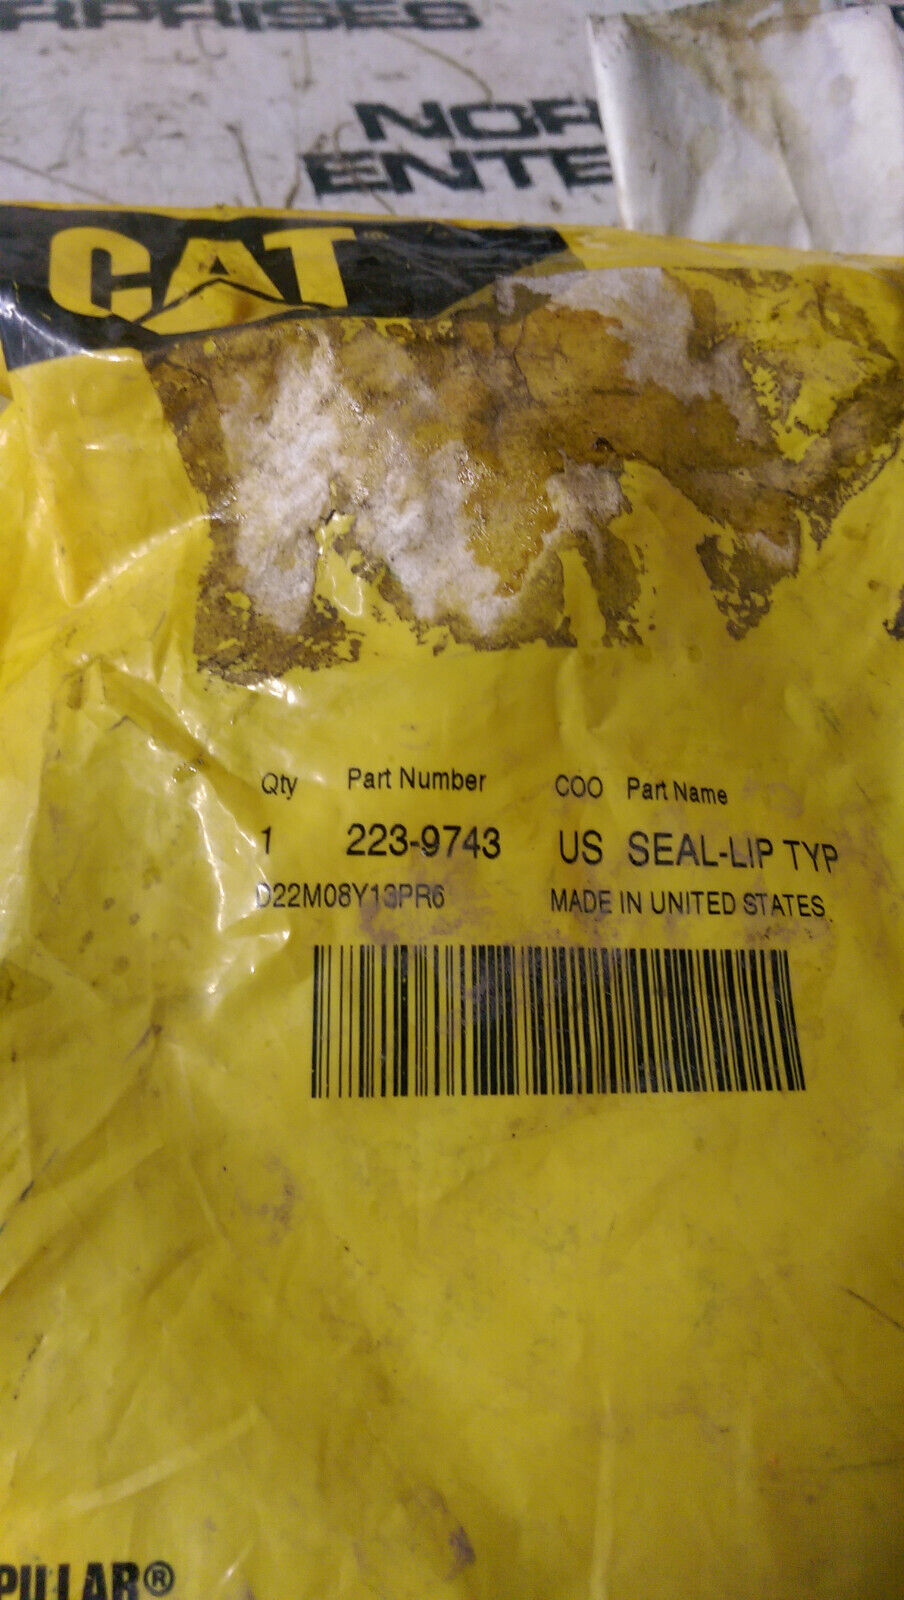 RPRISES
NOR
ENTE
CAT
Qty Part Number COO Part Name
1 223-9743 US SEAL-LIP TYP
D22M08Y13PR6 MADE IN UNITED STATES
PILLAR®